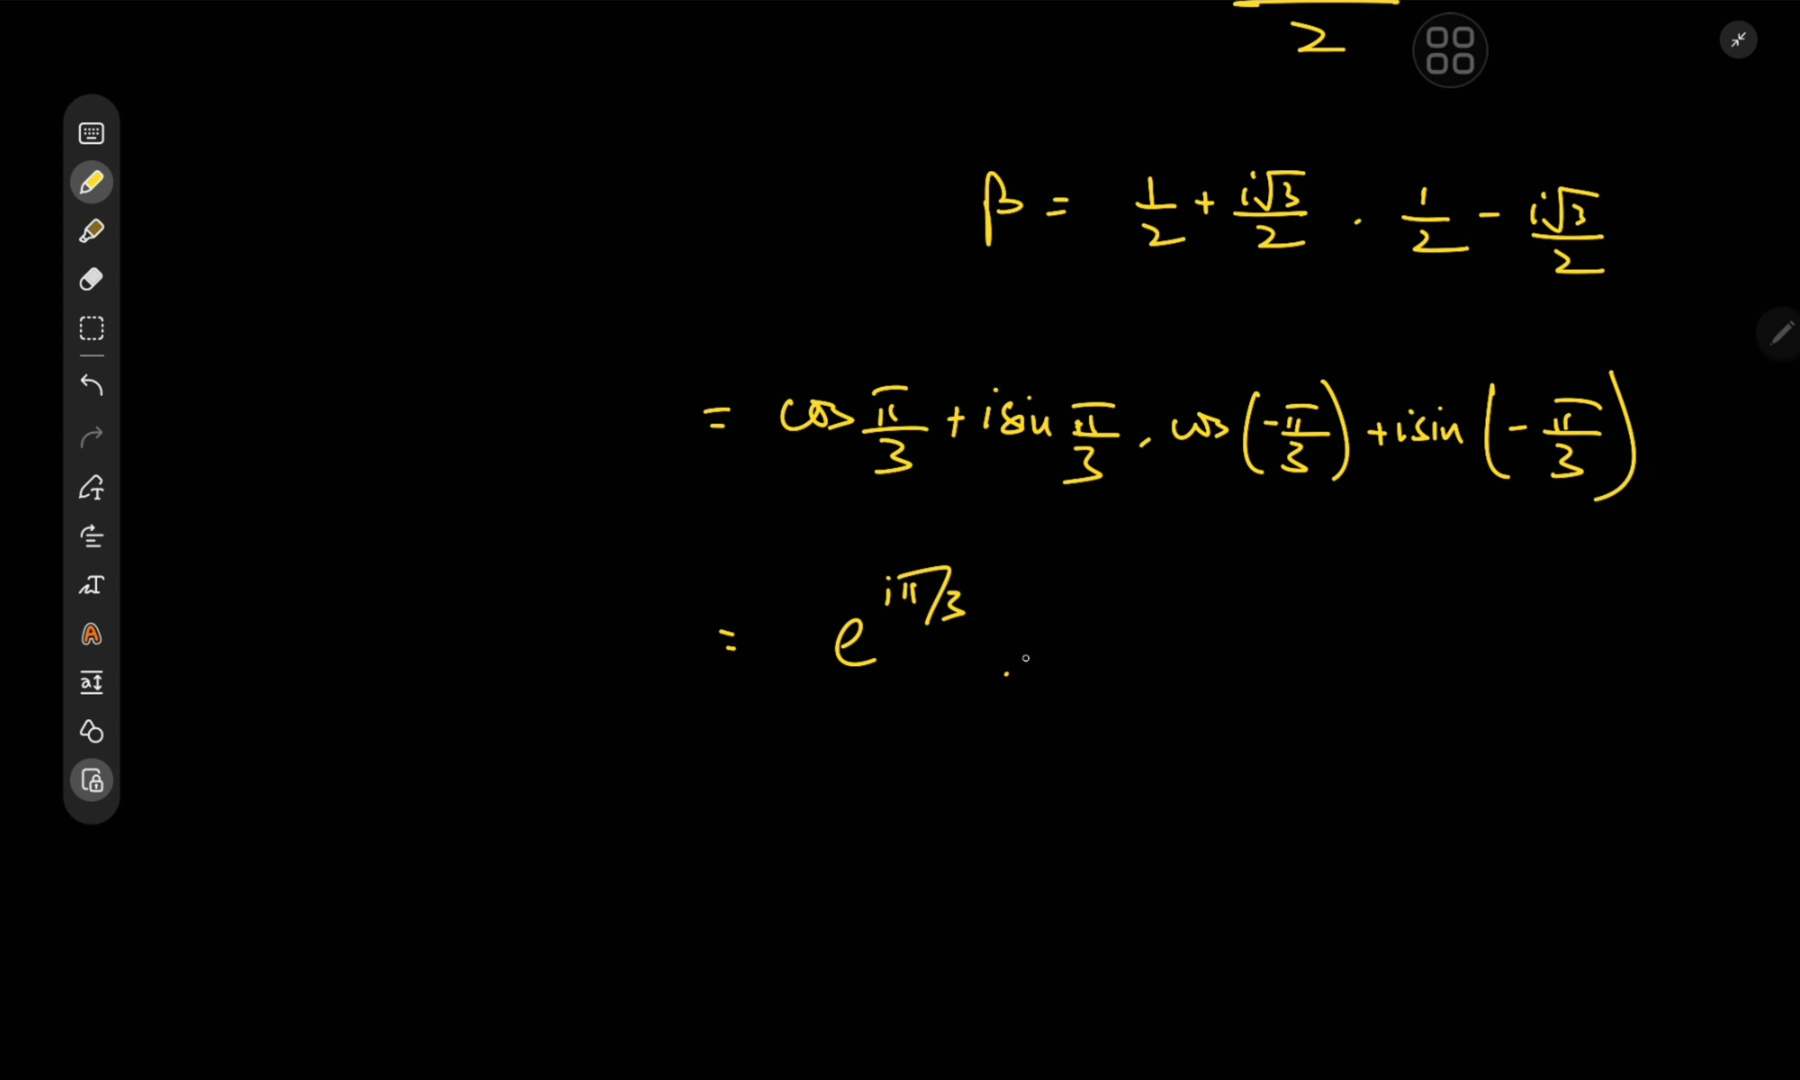 2
β = 1/2 + i√3/2 . 1/2 - i√3/2
= cos π/3 + i sin π/3 , cos(-π/3) + i sin(-π/3)
= e^iπ/3 .